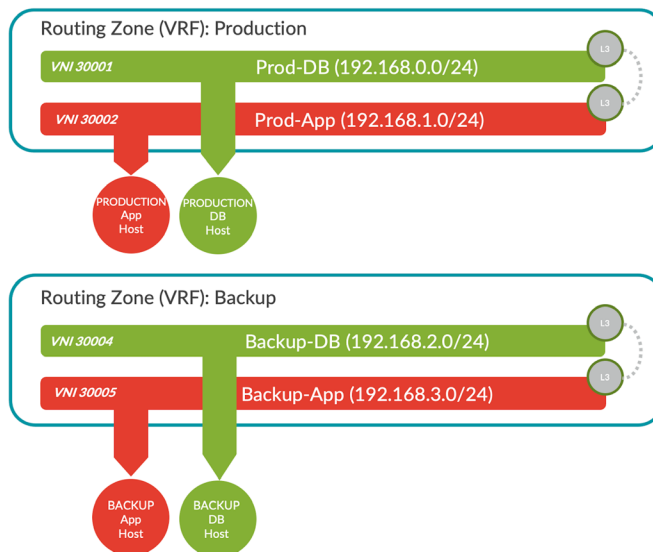 Routing Zone (VRF): Production
VNI 30001
Prod-DB (192.168.0.0/24)
L3
VNI 30002
Prod-App (192.168.1.0/24)
L3
PRODUCTION
App
Host
PRODUCTION
DB
Host
Routing Zone (VRF): Backup
VNI 30004
Backup-DB (192.168.2.0/24)
L3
VNI 30005
Backup-App (192.168.3.0/24)
L3
BACKUP
App
Host
BACKUP
DB
Host